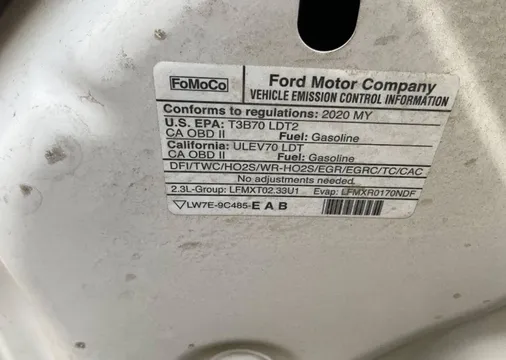 FoMoCo
Ford Motor Company
VEHICLE EMISSION CONTROL INFORMATION
Conforms to regulations: 2020 MY
U.S. EPA: T3B70 LDT2
CA OBD II Fuel: Gasoline
California: ULEV70 LDT
CA OBD II Fuel: Gasoline
DFI/TWC/HO2S/WR-HO2S/EGR/EGRC/TC/CAC
No adjustments needed.
2.3L-Group: LFMXT02.33U1 Evap: LFMXR0170NDF
LW7E-9C485-E A B